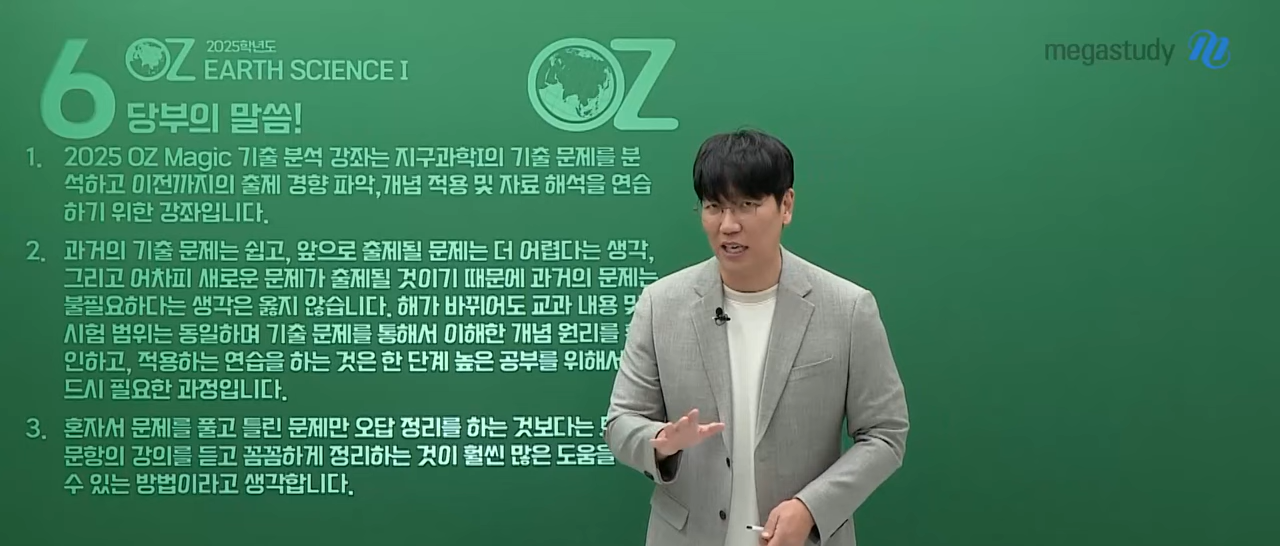 6
OZ
2025학년도
EARTH SCIENCE I
당부의 말씀!
OZ
megastudy
1. 2025 OZ Magic 기출 분석 강좌는 지구과학I의 기출 문제를 분
석하고 이전까지의 출제 경향 파악,개념 적용 및 자료 해석을 연습
하기 위한 강좌입니다.
2. 과거의 기출 문제는 쉽고, 앞으로 출제될 문제는 더 어렵다는 생각,
그리고 어차피 새로운 문제가 출제될 것이기 때문에 과거의 문제는
불필요하다는 생각은 옳지 않습니다. 해가 바뀌어도 교과 내용 및
시험 범위는 동일하며 기출 문제를 통해서 이해한 개념 원리를
인하고, 적용하는 연습을 하는 것은 한 단계 높은 공부를 위해서
드시 필요한 과정입니다.
3. 혼자서 문제를 풀고 틀린 문제만 오답 정리를 하는 것보다는
문항의 강의를 듣고 꼼꼼하게 정리하는 것이 훨씬 많은 도움을
수 있는 방법이라고 생각합니다.